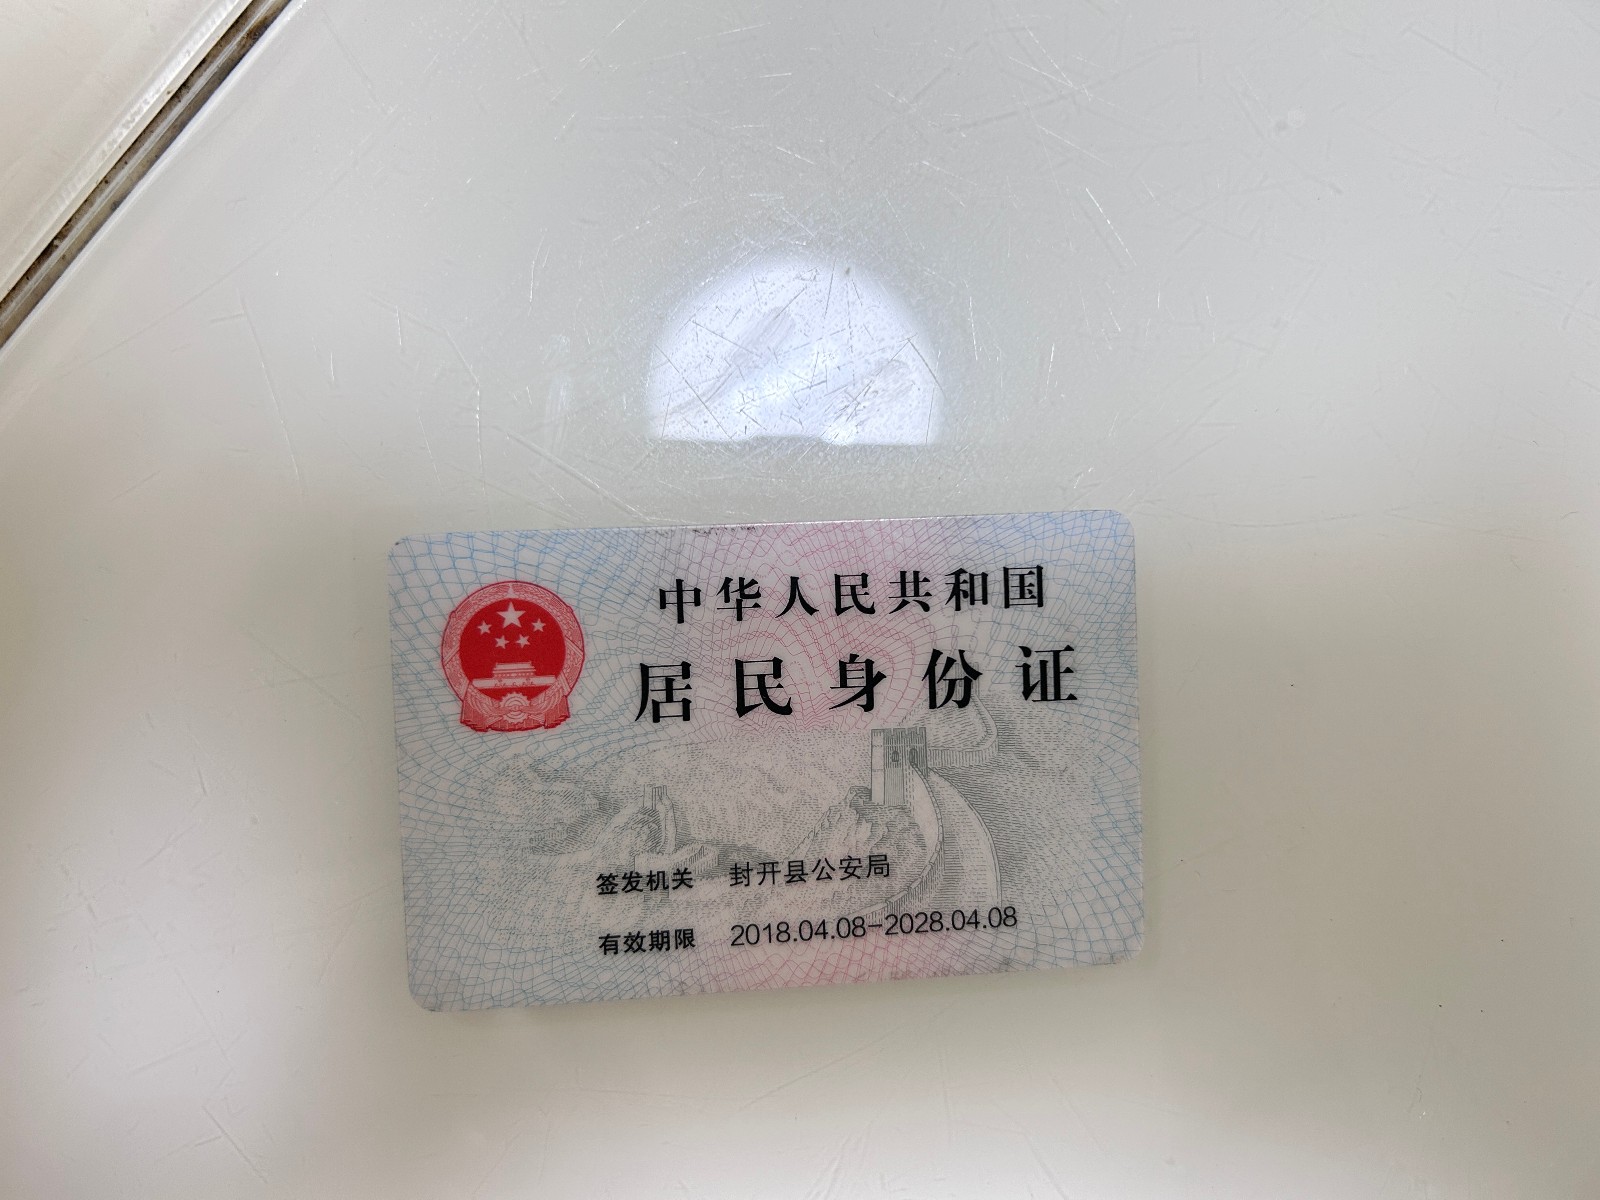 中华人民共和国
居民身份证
签发机关 封开县公安局
有效期限 2018.04.08-2028.04.08